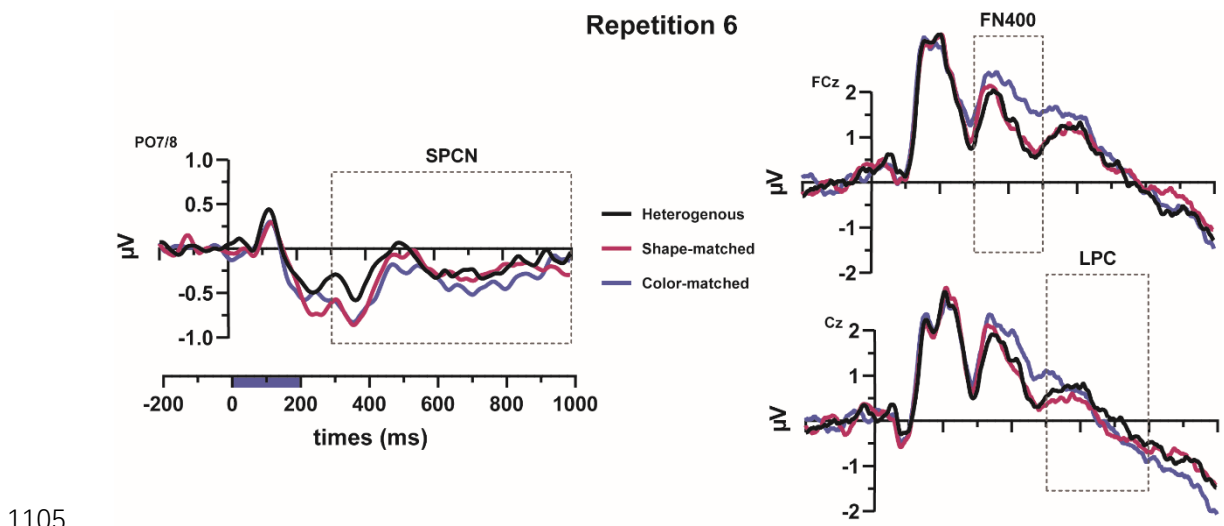 Repetition 6
PO7/8
1.0
0.5
μV
-0.5
-1.0
SPCN
-200 0 200 400 600 800 1000
times (ms)
Heterogenous
Shape-matched
Color-matched
FN400
FCz
2
1
μV
-1
-2
LPC
Cz
2
1
μV
-1
-2
1105